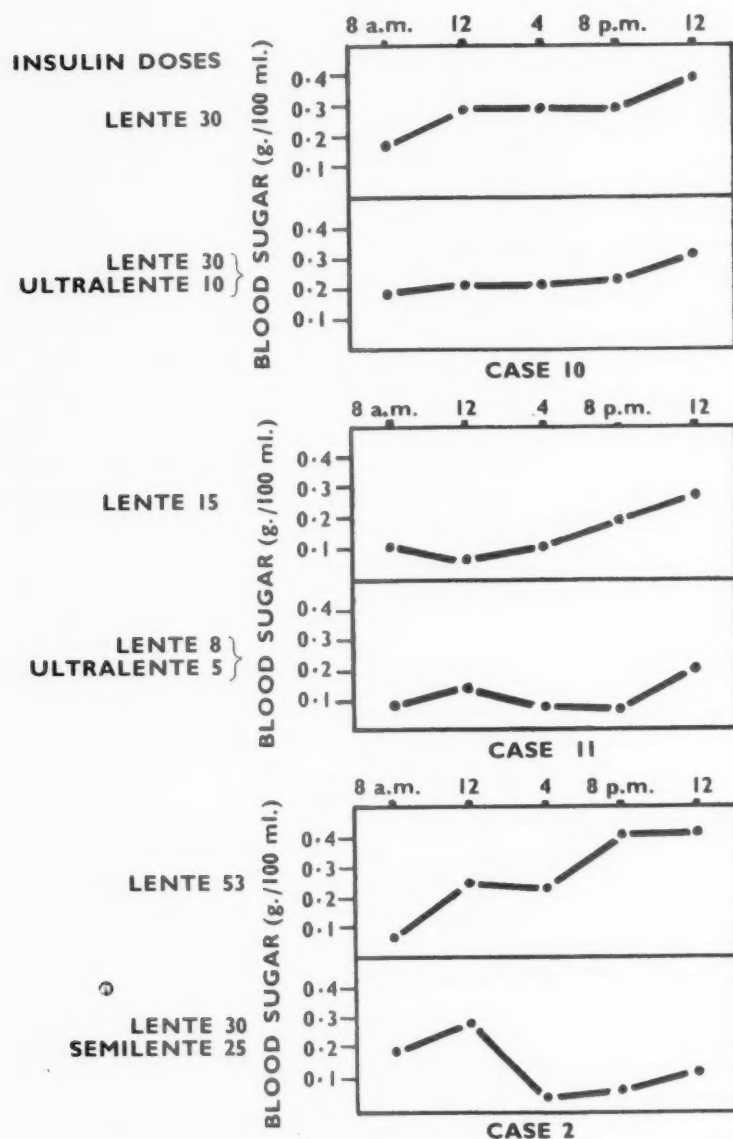 8 a.m. 12 4 8 p.m. 12
INSULIN DOSES
LENTE 30
BLOOD SUGAR (g./100 ml.)
0·4
0·3
0·2
0·1
LENTE 30
ULTRALENTE 10
0·4
0·3
0·2
0·1
CASE 10
8 a.m. 12 4 8 p.m. 12
LENTE 15
BLOOD SUGAR (g./100 ml.)
0·4
0·3
0·2
0·1
LENTE 8
ULTRALENTE 5
0·4
0·3
0·2
0·1
CASE 11
8 a.m. 12 4 8 p.m. 12
LENTE 53
BLOOD SUGAR (g./100 ml.)
0·4
0·3
0·2
0·1
LENTE 30
SEMILENTE 25
0·4
0·3
0·2
0·1
CASE 2